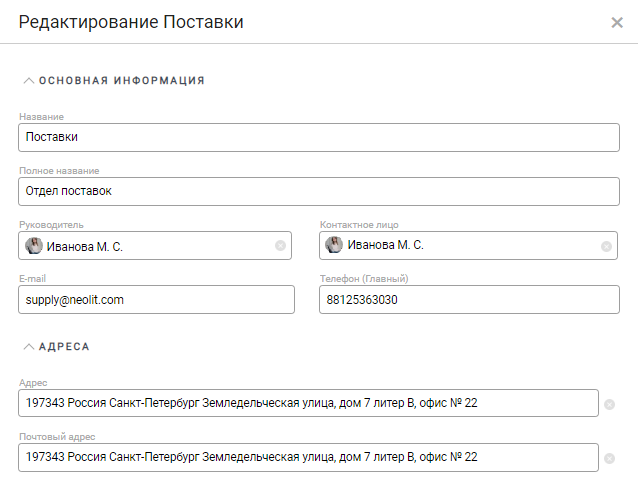 Редактирование Поставки
ОСНОВНАЯ ИНФОРМАЦИЯ
Название
Поставки
Полное название
Отдел поставок
Руководитель
Контактное лицо
Иванова М. С.
Иванова М. С.
E-mail
Телефон (Главный)
supply@neolit.com
88125363030
АДРЕСА
Адрес
197343 Россия Санкт-Петербург Земледельческая улица, дом 7 литер В, офис № 22
Почтовый адрес
197343 Россия Санкт-Петербург Земледельческая улица, дом 7 литер В, офис № 22